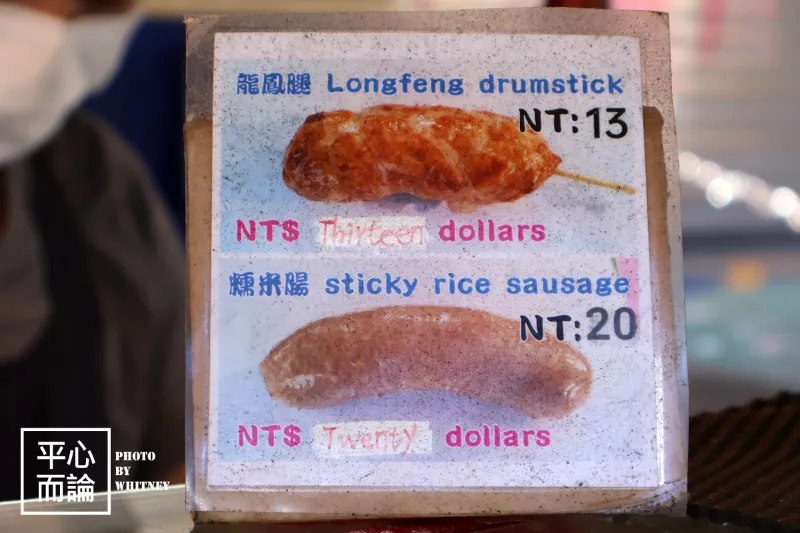 龍鳳腿 Longfeng drumstick
NT:13
NT$ Thirteen dollars
糯米腸 sticky rice sausage
NT:20
NT$ Twenty dollars
平心
而論
PHOTO
BY
WHITNEY